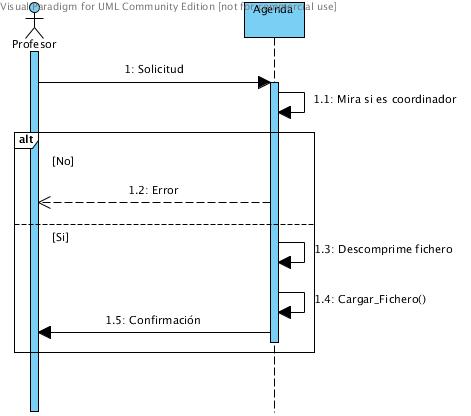 Visual Paradigm for UML Community Edition [not for commercial use]
Agenda
Profesor
1: Solicitud
1.1: Mira si es coordinador
alt
[No]
1.2: Error
[Si]
1.3: Descomprime fichero
1.4: Cargar_Fichero()
1.5: Confirmación